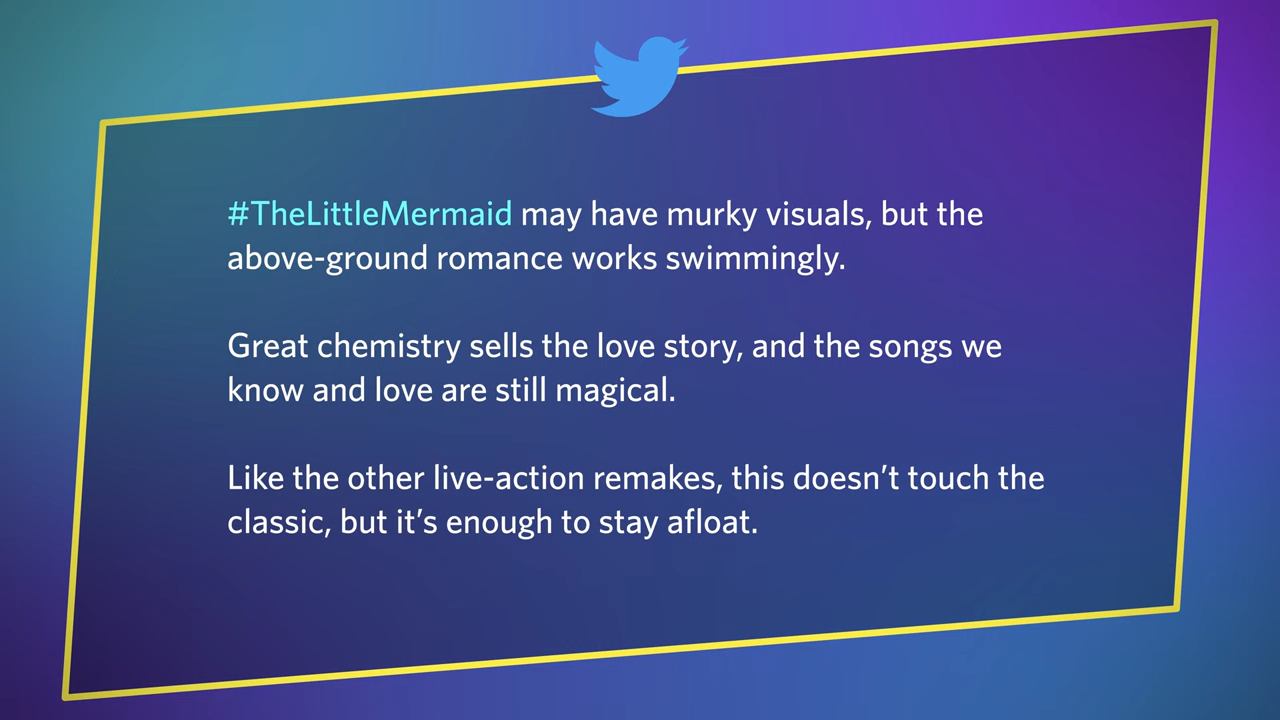 #TheLittleMermaid may have murky visuals, but the
above-ground romance works swimmingly.
Great chemistry sells the love story, and the songs we
know and love are still magical.
Like the other live-action remakes, this doesn’t touch the
classic, but it’s enough to stay afloat.